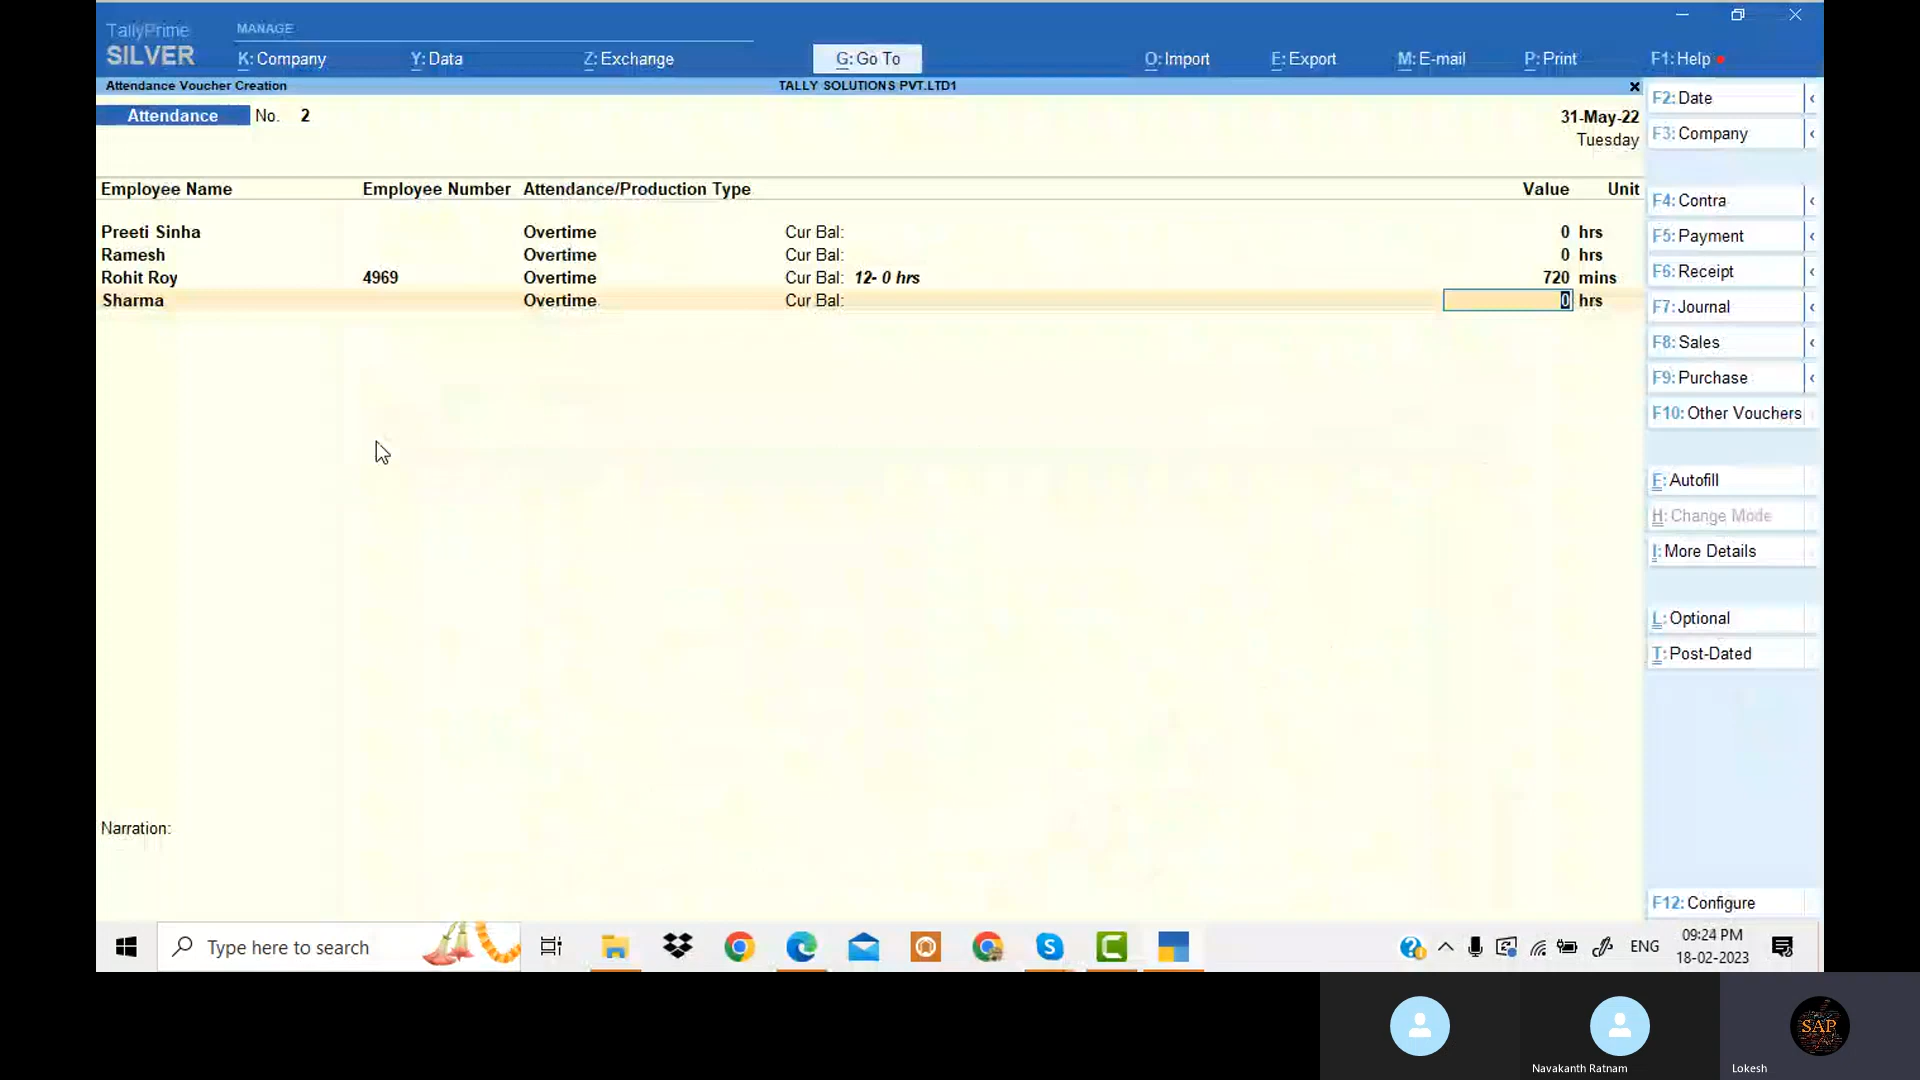 TallyPrime
SILVER
MANAGE
K: Company
Y: Data
Z: Exchange
G: Go To
O: Import
E: Export
M: E-mail
P: Print
F1: Help
Attendance Voucher Creation
TALLY SOLUTIONS PVT.LTD1
Attendance No. 2
31-May-22
Tuesday
Employee Name Employee Number Attendance/Production Type Value Unit
Preeti Sinha Overtime Cur Bal: 0 hrs
Ramesh Overtime Cur Bal: 0 hrs
Rohit Roy 4969 Overtime Cur Bal: 12- 0 hrs 720 mins
Sharma Overtime Cur Bal: 0 hrs
Narration:
F2: Date
F3: Company
F4: Contra
F5: Payment
F6: Receipt
F7: Journal
F8: Sales
F9: Purchase
F10: Other Vouchers
F: Autofill
H: Change Mode
I: More Details
L: Optional
T: Post-Dated
F12: Configure
Type here to search
ENG
09:24 PM
18-02-2023
SAP
Navakanth Ratnam
Lokesh